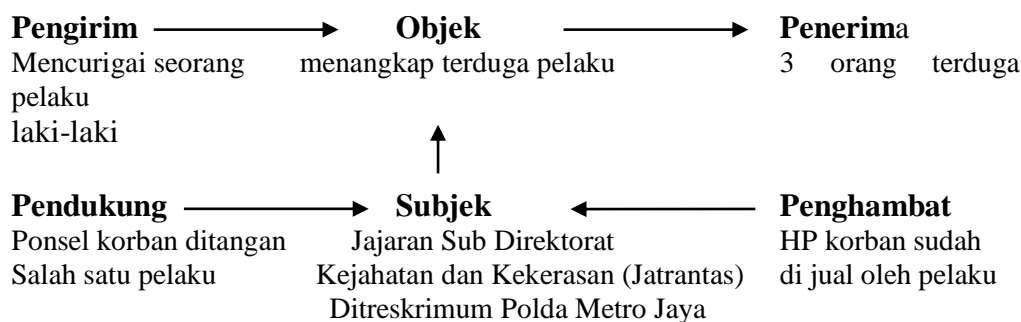 Pengirim Objek Penerima
Mencurigai seorang menangkap terduga pelaku 3 orang terduga
pelaku
laki-laki
Pendukung Subjek Penghambat
Ponsel korban ditangan Jajaran Sub Direktorat HP korban sudah
Salah satu pelaku Kejahatan dan Kekerasan (Jatrantas) di jual oleh pelaku
Ditreskrimum Polda Metro Jaya